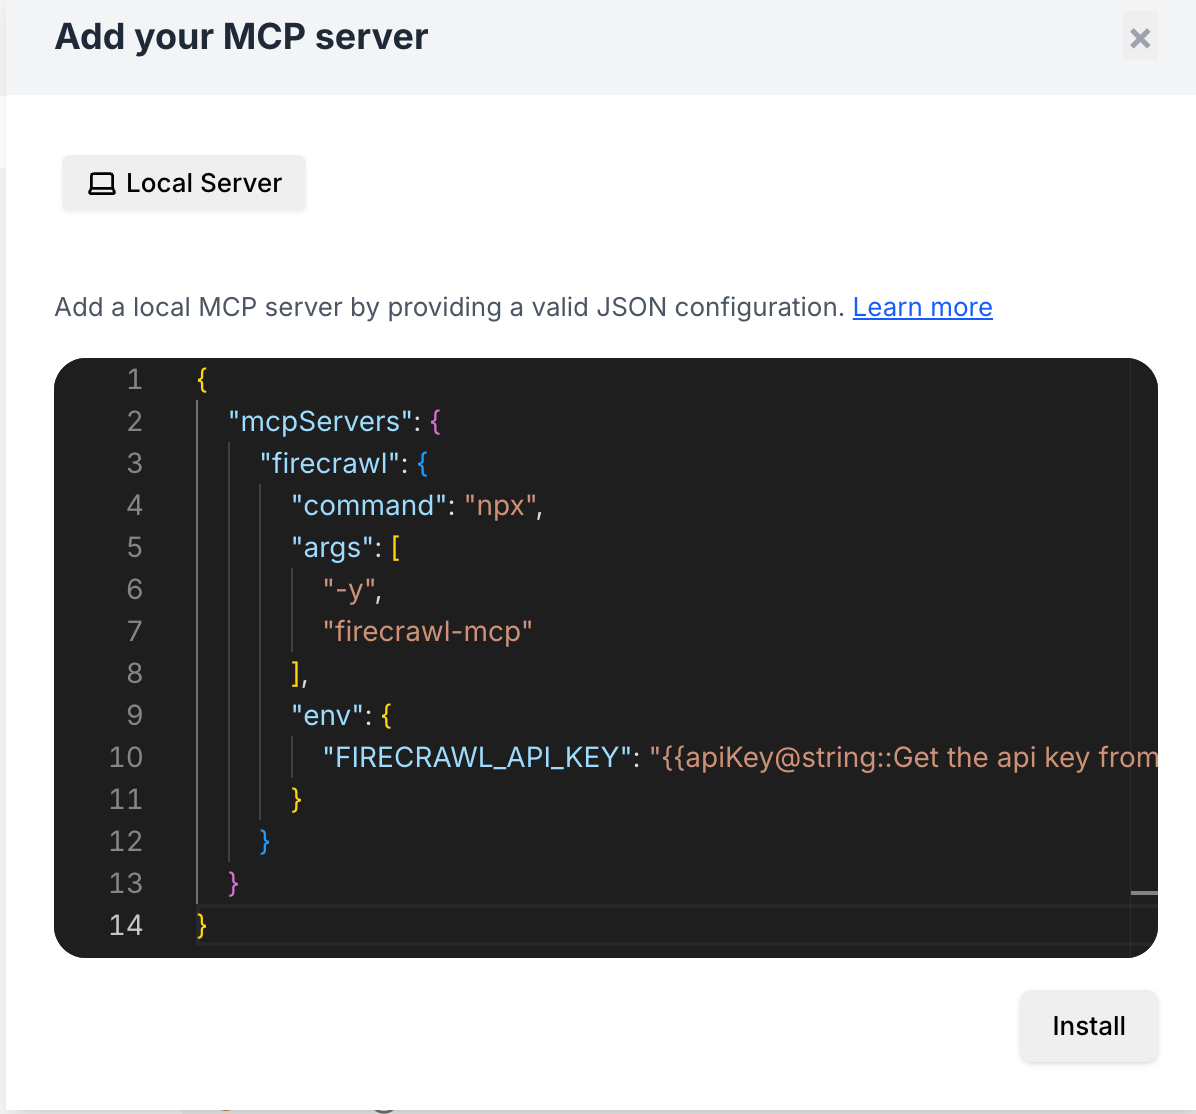 Add your MCP server
Local Server
Add a local MCP server by providing a valid JSON configuration. Learn more
1 {
2 "mcpServers": {
3 "firecrawl": {
4 "command": "npx",
5 "args": [
6 "-y",
7 "firecrawl-mcp"
8 ],
9 "env": {
10 "FIRECRAWL_API_KEY": "{{apiKey@string::Get the api key from
11 }
12 }
13 }
14 }
Install